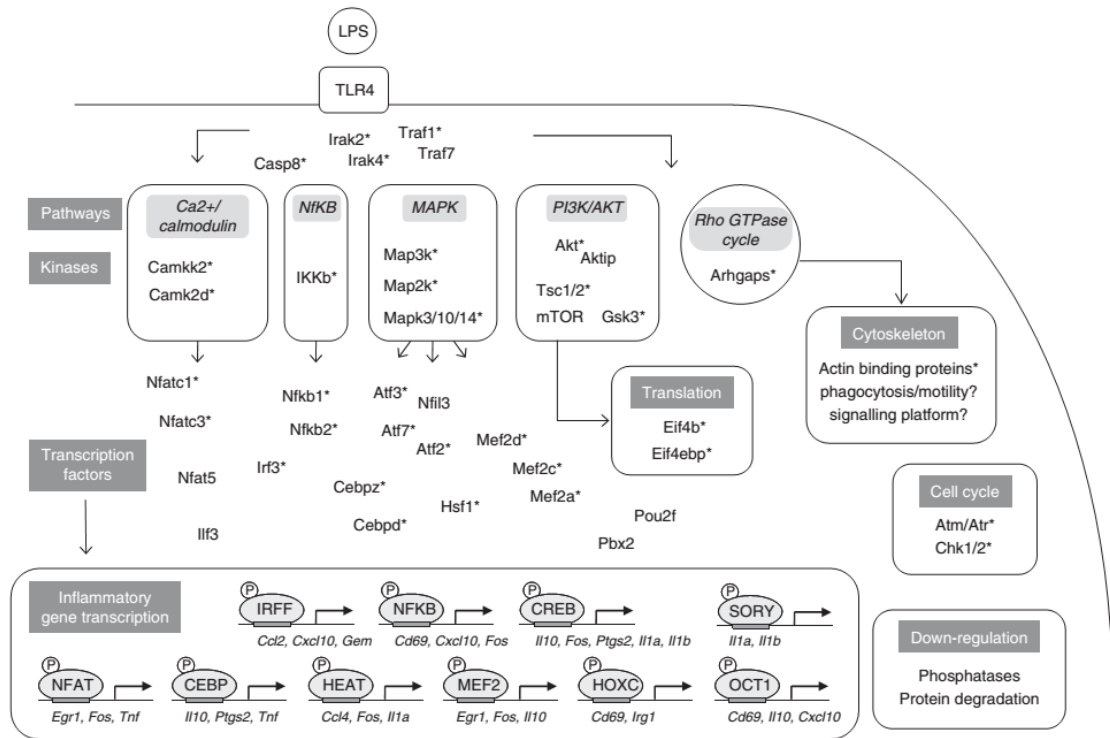 LPS
TLR4
Irak2*
Traf1*
Casp8*
Irak4*
Traf7
Pathways
Ca2+/
calmodulin
NfKB
MAPK
PI3K/AKT
Rho GTPase
cycle
Kinases
Camkk2*
Camk2d*
IKKb*
Map3k*
Map2k*
Mapk3/10/14*
Akt*
Aktip
Tsc1/2*
mTOR
Gsk3*
Arhgaps*
Cytoskeleton
Actin binding proteins*
phagocytosis/motility?
signalling platform?
Translation
Eif4b*
Eif4ebp*
Nfatc1*
Nfkb1*
Atf3*
Nfil3
Nfatc3*
Nfkb2*
Atf7*
Atf2*
Mef2d*
Transcription
factors
Nfat5
Irf3*
Cebpz*
Mef2c*
Mef2a*
Hsf1*
Ilf3
Cebpd*
Pou2f
Pbx2
Cell cycle
Atm/Atr*
Chk1/2*
Inflammatory
gene transcription
P
IRFF
Ccl2, Cxcl10, Gem
P
NFKB
Cd69, Cxcl10, Fos
P
CREB
Il10, Fos, Ptgs2, Il1a, Il1b
P
SORY
Il1a, Il1b
P
NFAT
Egr1, Fos, Tnf
P
CEBP
Il10, Ptgs2, Tnf
P
HEAT
Ccl4, Fos, Il1a
P
MEF2
Egr1, Fos, Il10
P
HOXC
Cd69, Irg1
P
OCT1
Cd69, Il10, Cxcl10
Down-regulation
Phosphatases
Protein degradation